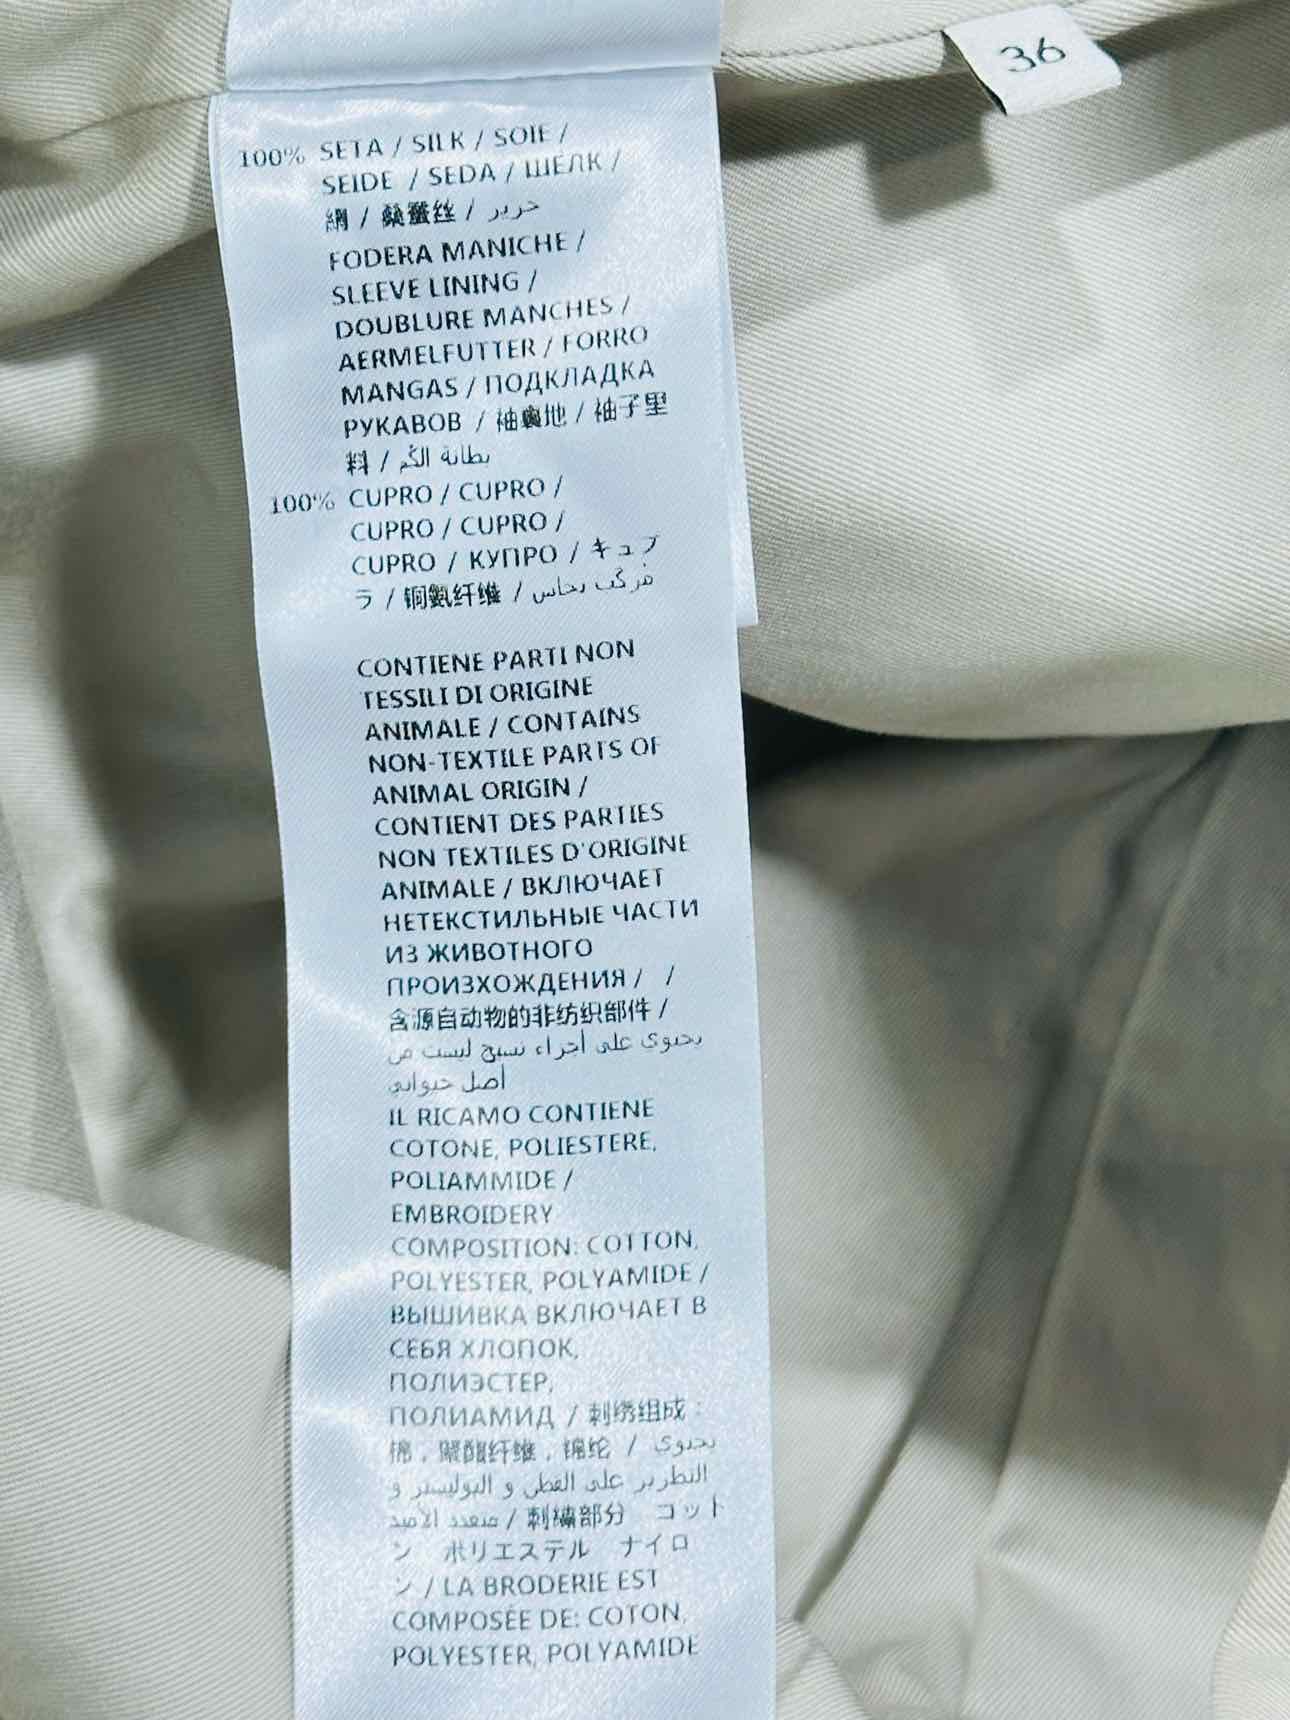 36
100% SETA / SILK / SOIE /
SEIDE / SEDA / ШЕЛК /
絹 / 桑蚕丝 / حرير
FODERA MANICHE /
SLEEVE LINING /
DOUBLURE MANCHES /
AERMELFUTTER / FORRO
MANGAS / ПОДКЛАДКА
РУКАВОВ / 袖裏地 / 袖子里
料 / بطانة الكم
100% CUPRO / CUPRO /
CUPRO / CUPRO /
CUPRO / КУПРО / キュプ
ラ / 铜氨纤维 / مركب نحاس
CONTIENE PARTI NON
TESSILI DI ORIGINE
ANIMALE / CONTAINS
NON-TEXTILE PARTS OF
ANIMAL ORIGIN /
CONTIENT DES PARTIES
NON TEXTILES D'ORIGINE
ANIMALE / ВКЛЮЧАЕТ
НЕТЕКСТИЛЬНЫЕ ЧАСТИ
ИЗ ЖИВОТНОГО
ПРОИЗХОЖДЕНИЯ / /
含源自动物的非纺织部件 /
يحتوي على أجزاء نسيج ليست من
أصل حيواني
IL RICAMO CONTIENE
COTONE, POLIESTERE,
POLIAMMIDE /
EMBROIDERY
COMPOSITION: COTTON,
POLYESTER, POLYAMIDE /
ВЫШИВКА ВКЛЮЧАЕТ В
СЕБЯ ХЛОПОК,
ПОЛИЭСТЕР,
ПОЛИАМИД / 刺绣组成 :
棉 , 聚酯纤维 , 锦纶 / يحتوي
التطريز على القطن و البوليستر و
متعدد الأميد / 刺繍部分 コット
ン ポリエステル ナイロ
ン / LA BRODERIE EST
COMPOSÉE DE: COTON,
POLYESTER, POLYAMIDE